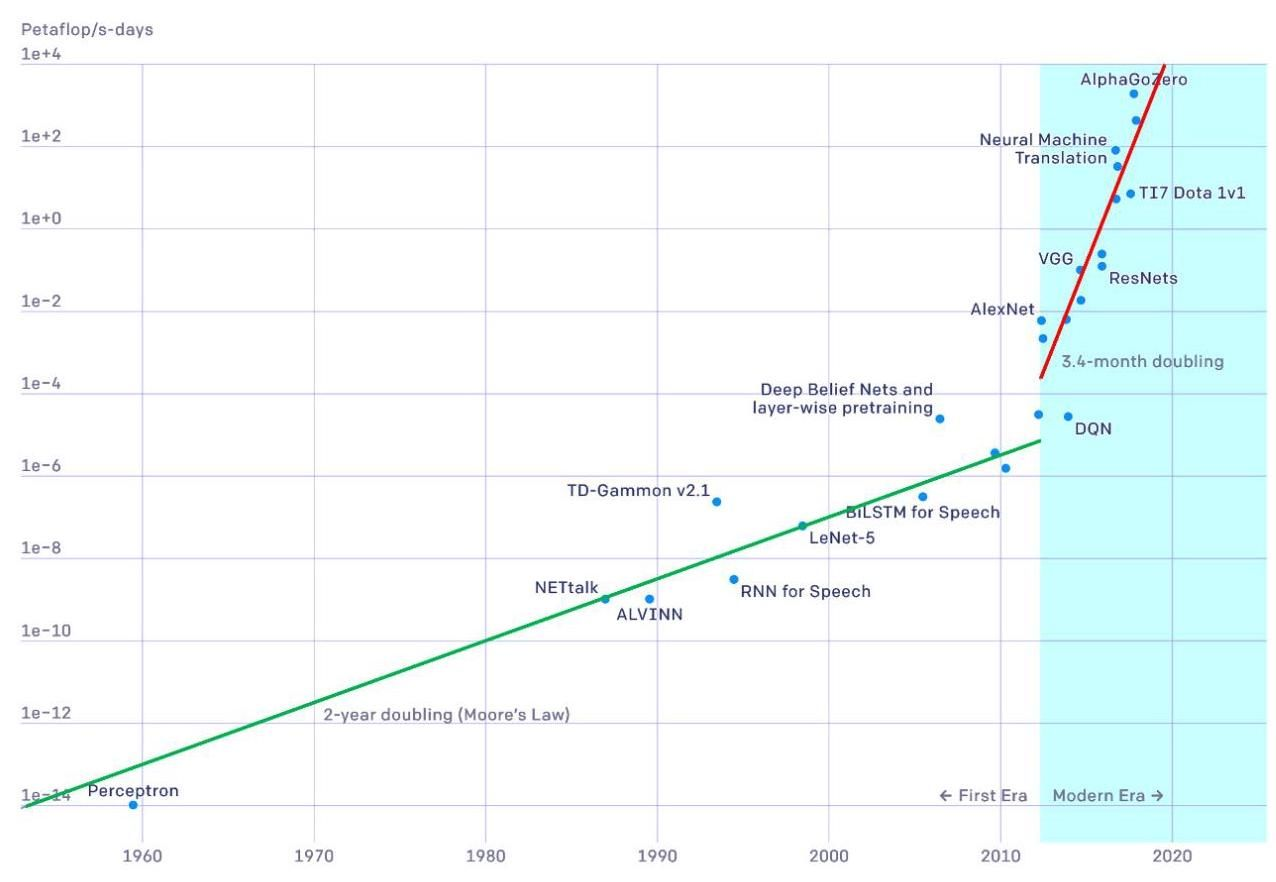 Petaflop/s-days
1e+4
AlphaGoZero
1e+2
Neural Machine
Translation
TI7 Dota 1v1
1e+0
VGG
ResNets
1e-2
AlexNet
3.4-month doubling
1e-4
Deep Belief Nets and
layer-wise pretraining
DQN
1e-6
TD-Gammon v2.1
BiLSTM for Speech
LeNet-5
1e-8
NETtalk
RNN for Speech
ALVINN
1e-10
1e-12
2-year doubling (Moore's Law)
1e-14
Perceptron
← First Era
Modern Era →
1960
1970
1980
1990
2000
2010
2020